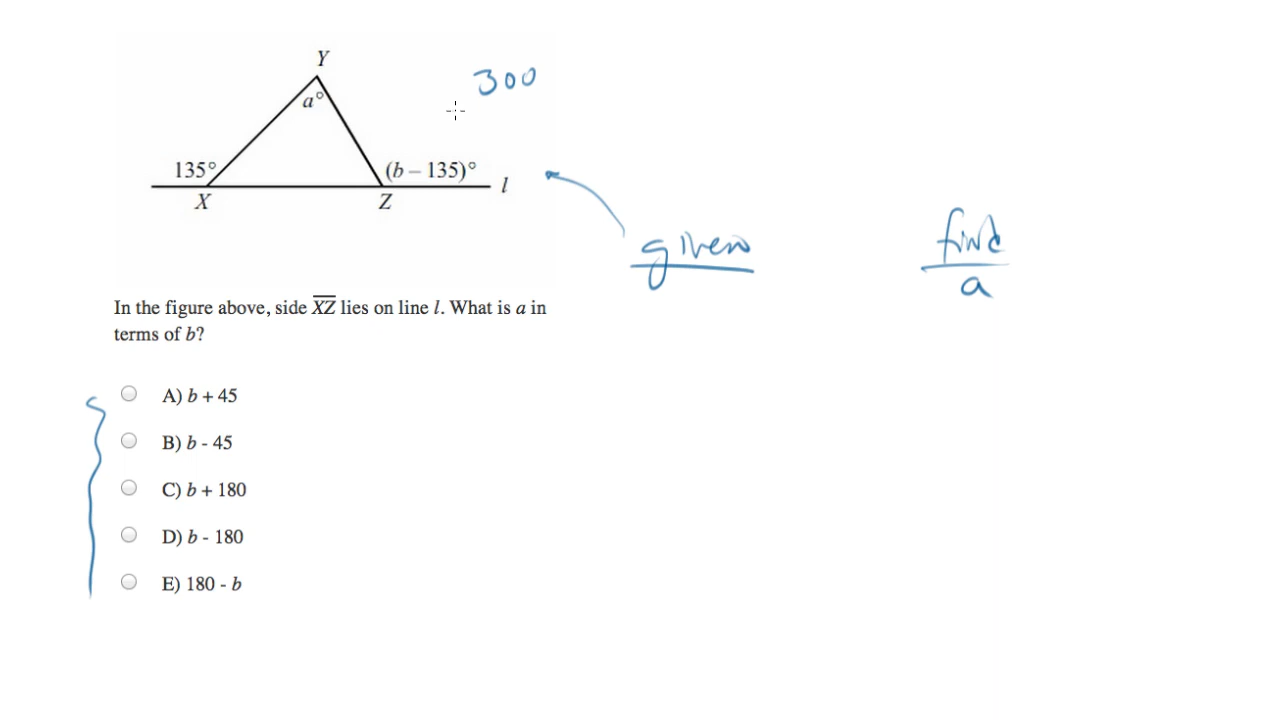 Y
300
a°
135°
(b – 135)°
l
X
Z
given
find
a
In the figure above, side XZ lies on line l. What is a in
terms of b?
A) b + 45
B) b - 45
C) b + 180
D) b - 180
E) 180 - b